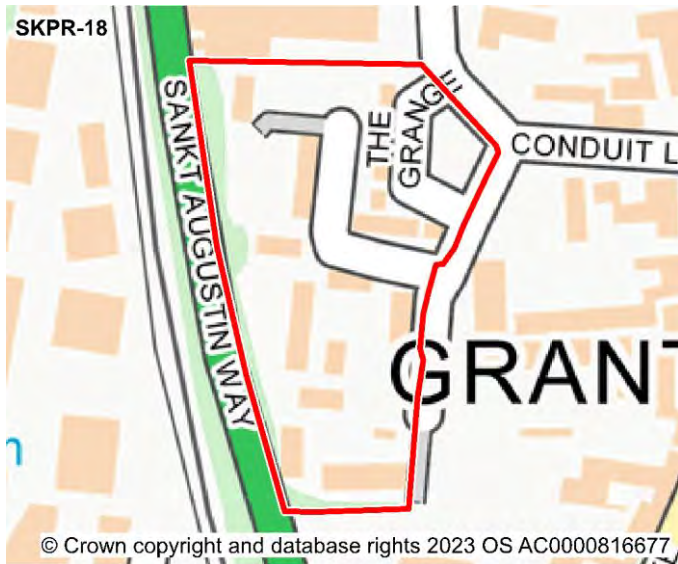 SKPR-18
SANKT AUGUSTIN WAY
THE
GRANGE
CONDUIT L
GRANT
n
© Crown copyright and database rights 2023 OS AC0000816677